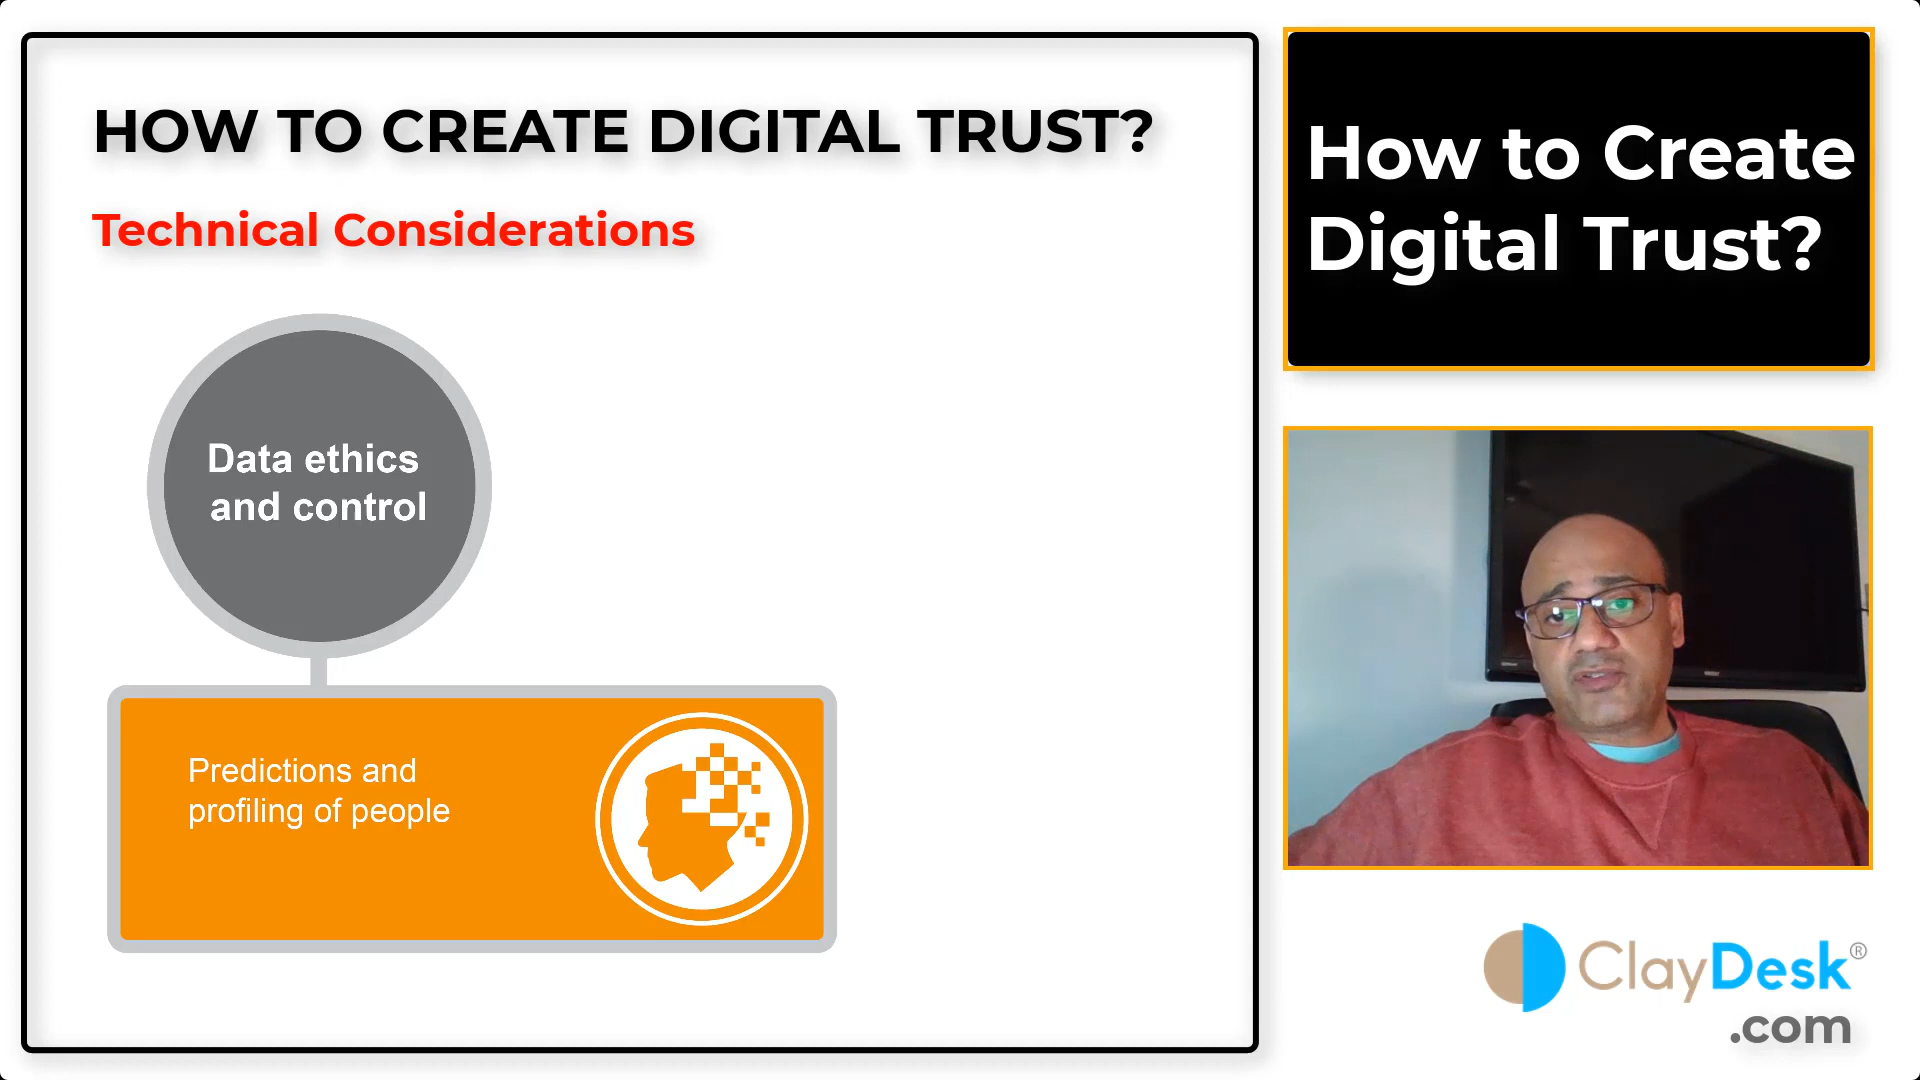 HOW TO CREATE DIGITAL TRUST?
Technical Considerations
Data ethics
and control
Predictions and
profiling of people
How to Create
Digital Trust?
ClayDesk®
.com